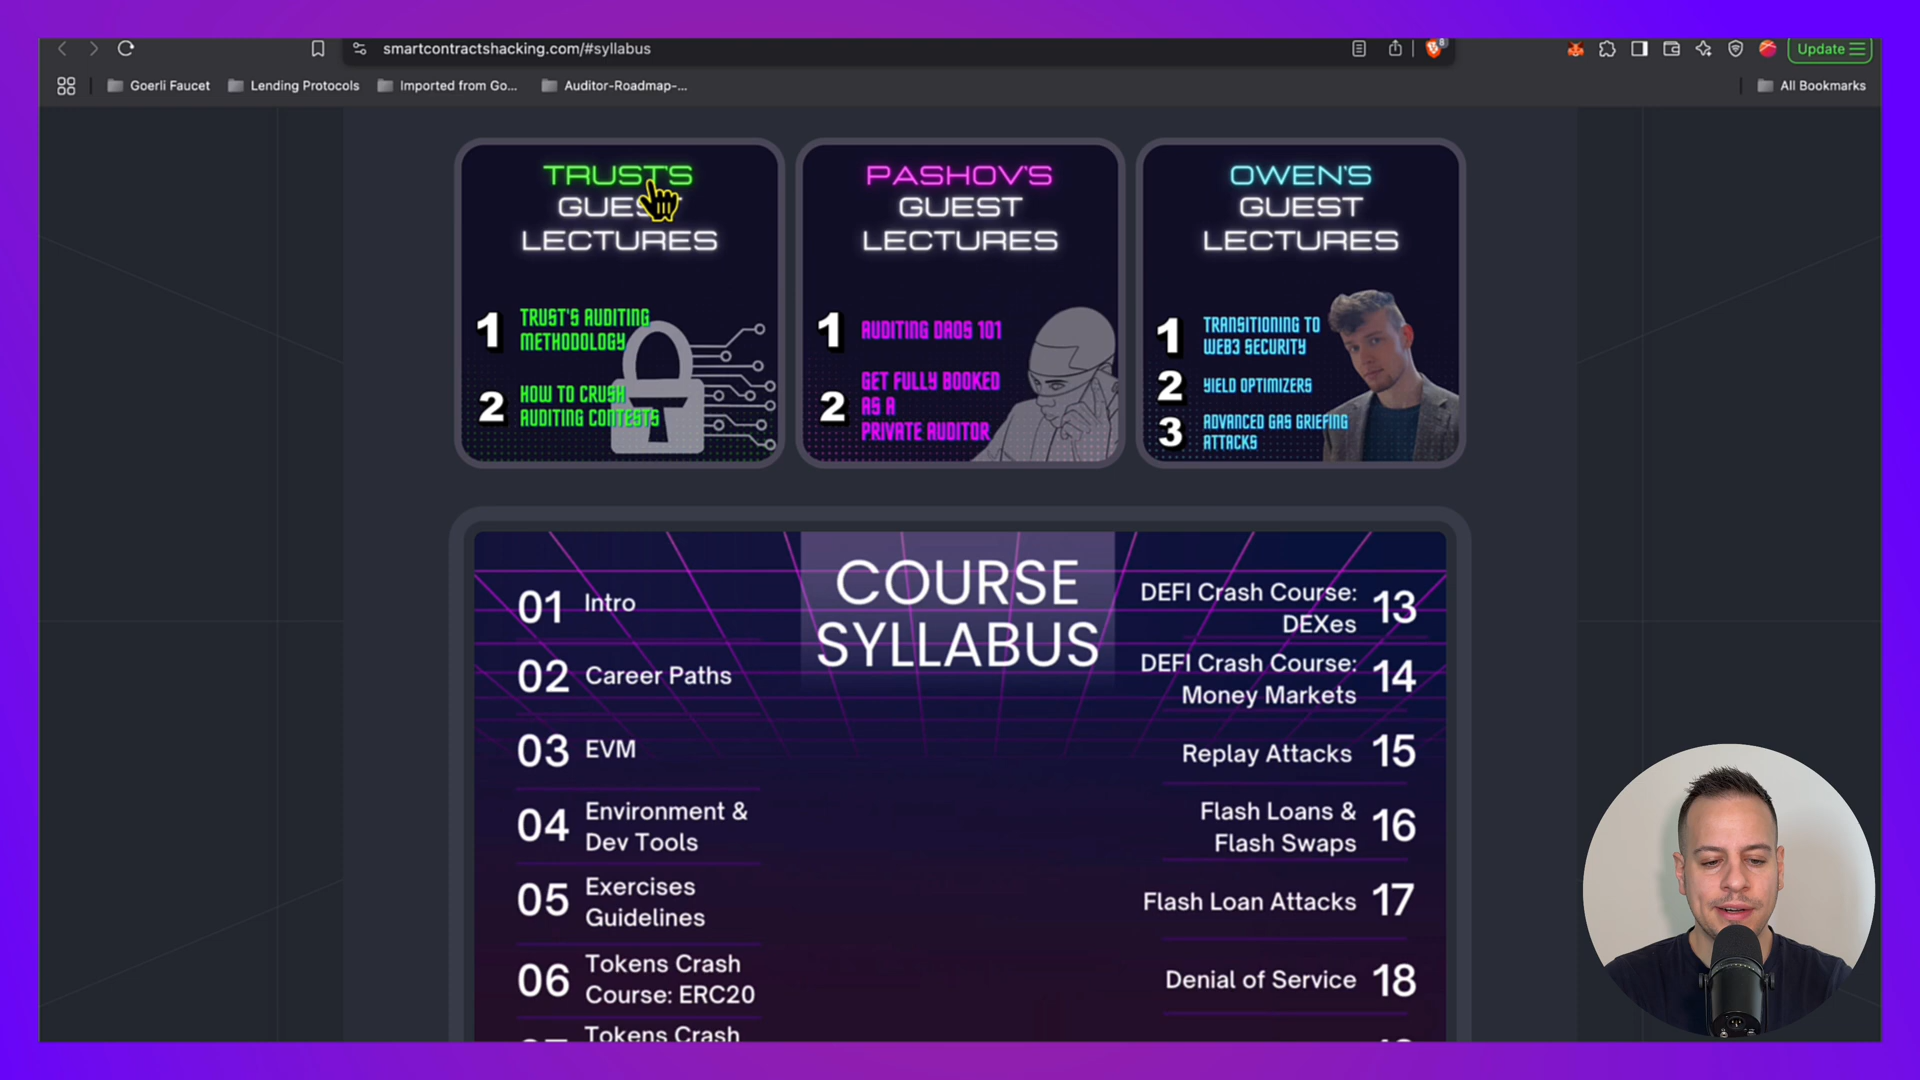 smartcontractshacking.com/#syllabus
8
Update
Goerli Faucet
Lending Protocols
Imported from Go...
Auditor-Roadmap-...
All Bookmarks
TRUST'S
LECTURES
1 TRUST'S AUDITING
METHODOLOGY
2 HOW TO CRUSH
AUDITING CONTESTS
PASHOV'S
GUEST
LECTURES
1 AUDITING DAOS 101
2 GET FULLY BOOKED
AS A
PRIVATE AUDITOR
OWEN'S
GUEST
LECTURES
1 TRANSITIONING TO
WEB3 SECURITY
2 YIELD OPTIMIZERS
3 ADVANCED GAS GRIEFING
ATTACKS
COURSE
SYLLABUS
01 Intro
02 Career Paths
03 EVM
04 Environment &
Dev Tools
05 Exercises
Guidelines
06 Tokens Crash
Course: ERC20
Tokens Crash
DEFI Crash Course:
DEXes 13
DEFI Crash Course:
Money Markets 14
Replay Attacks 15
Flash Loans &
Flash Swaps 16
Flash Loan Attacks 17
Denial of Service 18